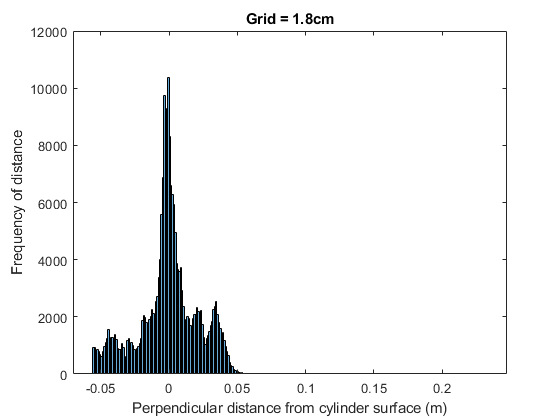 Grid = 1.8cm
12000
10000
8000
6000
4000
2000
0
Frequency of distance
-0.05 0 0.05 0.1 0.15 0.2
Perpendicular distance from cylinder surface (m)